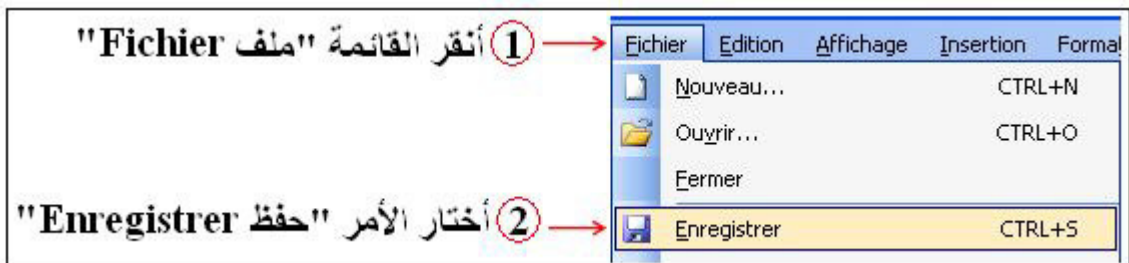 ① أنقر القائمة "ملف Fichier"
Fichier Edition Affichage Insertion Format
Nouveau... CTRL+N
Ouvrir... CTRL+O
Fermer
② أختار الأمر "حفظ Enregistrer"
Enregistrer CTRL+S